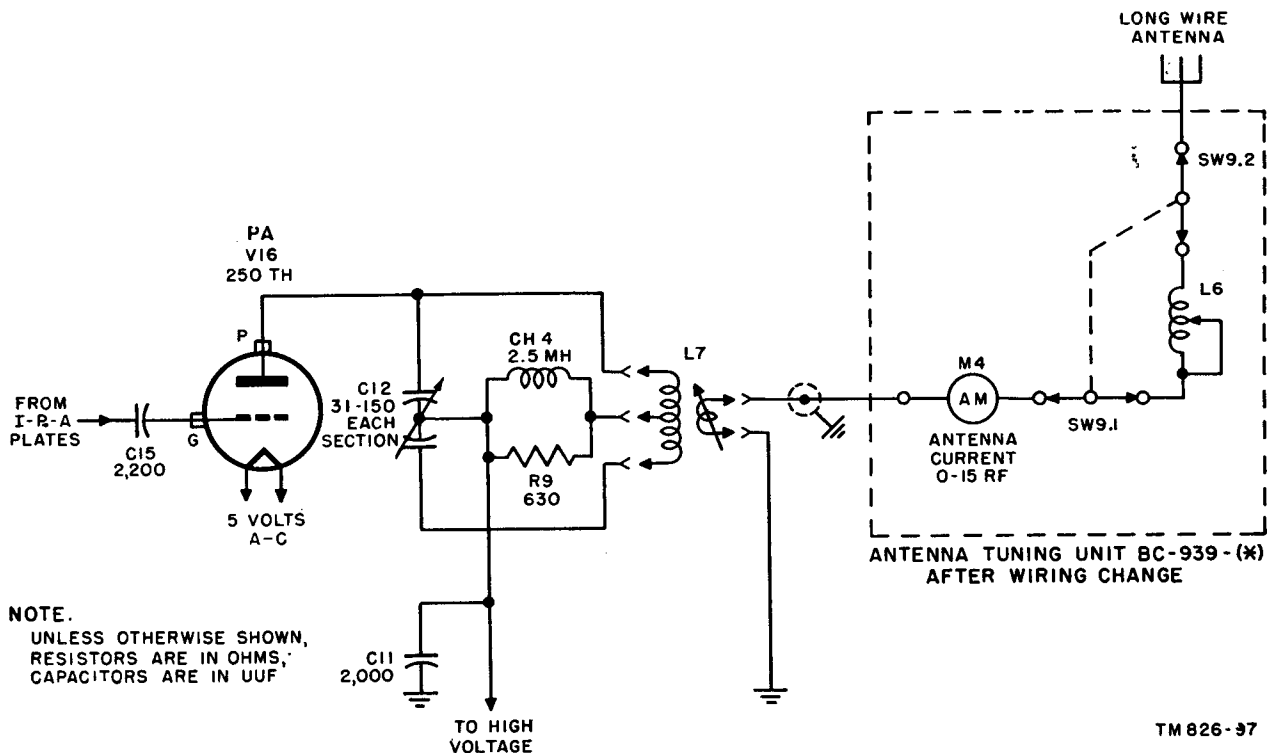 LONG WIRE
ANTENNA
SW9.2
PA
V16
250 TH
P
CH 4
2.5 MH
L7
L6
M4
AM
C12
31-150
EACH
SECTION
FROM
I-R-A
PLATES
G
C15
2,200
SW9.1
ANTENNA
CURRENT
0-15 RF
R9
630
5 VOLTS
A-C
ANTENNA TUNING UNIT BC-939-(*)
AFTER WIRING CHANGE
NOTE.
UNLESS OTHERWISE SHOWN,
RESISTORS ARE IN OHMS,
CAPACITORS ARE IN UUF
C11
2,000
TO HIGH
VOLTAGE
TM 826-97